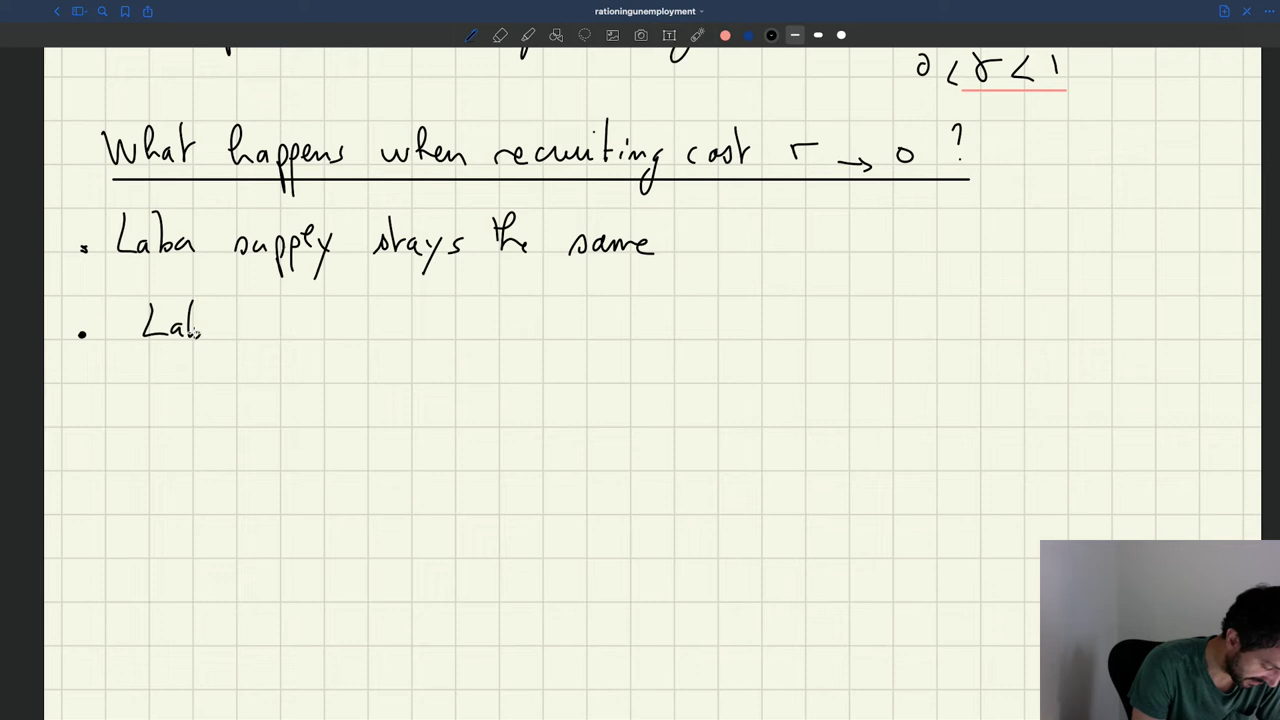 rationingunemployment
0 < γ < 1
What happens when recruiting cost r → 0 ?
. Labor supply stays the same
. Lab